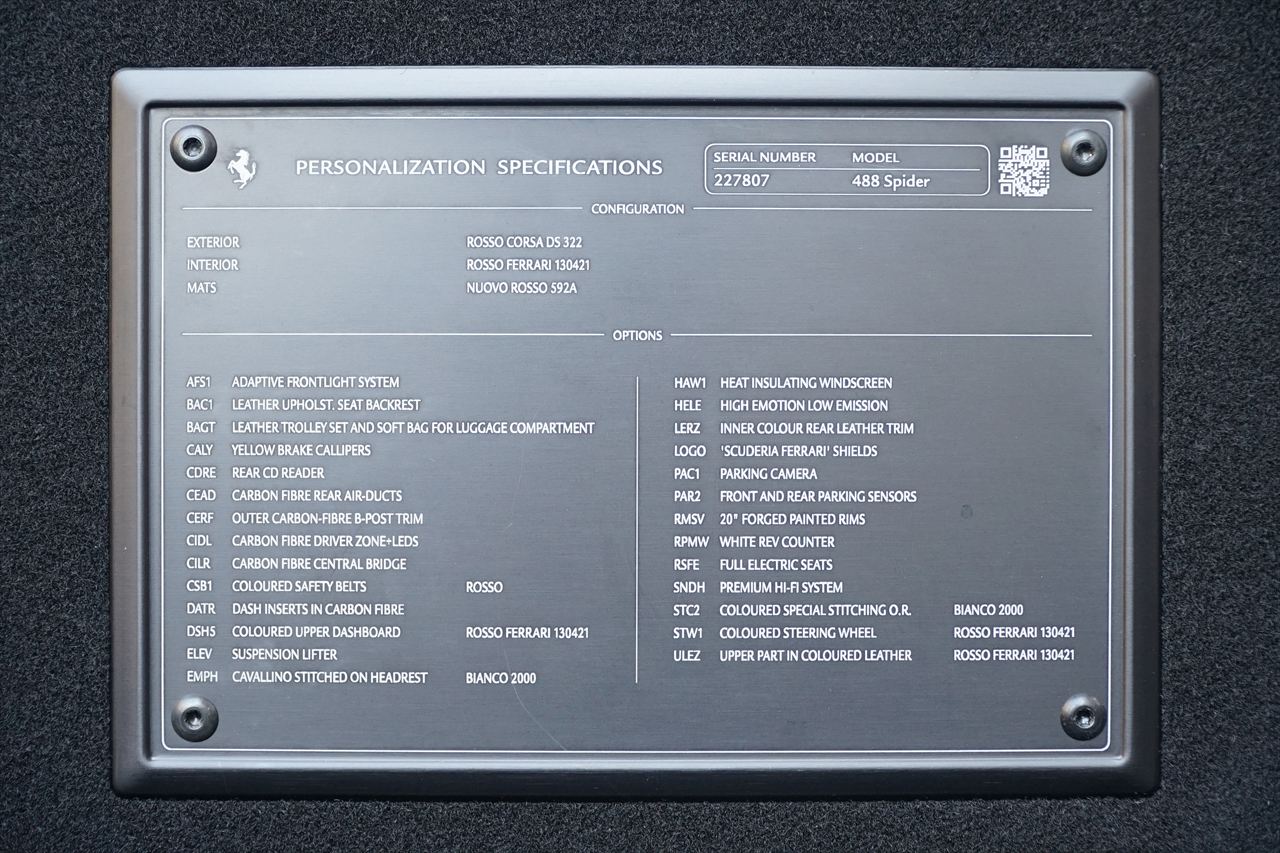 PERSONALIZATION SPECIFICATIONS
SERIAL NUMBER MODEL
227807 488 Spider
CONFIGURATION
EXTERIOR ROSSO CORSA DS 322
INTERIOR ROSSO FERRARI 130421
MATS NUOVO ROSSO 592A
OPTIONS
AFS1 ADAPTIVE FRONTLIGHT SYSTEM
BAC1 LEATHER UPHOLST. SEAT BACKREST
BAGT LEATHER TROLLEY SET AND SOFT BAG FOR LUGGAGE COMPARTMENT
CALY YELLOW BRAKE CALLIPERS
CDRE REAR CD READER
CEAD CARBON FIBRE REAR AIR-DUCTS
CERF OUTER CARBON-FIBRE B-POST TRIM
CIDL CARBON FIBRE DRIVER ZONE+LEDS
CILR CARBON FIBRE CENTRAL BRIDGE
CSB1 COLOURED SAFETY BELTS ROSSO
DATR DASH INSERTS IN CARBON FIBRE
DSH5 COLOURED UPPER DASHBOARD ROSSO FERRARI 130421
ELEV SUSPENSION LIFTER
EMPH CAVALLINO STITCHED ON HEADREST BIANCO 2000
HAW1 HEAT INSULATING WINDSCREEN
HELE HIGH EMOTION LOW EMISSION
LERZ INNER COLOUR REAR LEATHER TRIM
LOGO 'SCUDERIA FERRARI' SHIELDS
PAC1 PARKING CAMERA
PAR2 FRONT AND REAR PARKING SENSORS
RMSV 20" FORGED PAINTED RIMS
RPMW WHITE REV COUNTER
RSFE FULL ELECTRIC SEATS
SNDH PREMIUM HI-FI SYSTEM
STC2 COLOURED SPECIAL STITCHING O.R. BIANCO 2000
STW1 COLOURED STEERING WHEEL ROSSO FERRARI 130421
ULEZ UPPER PART IN COLOURED LEATHER ROSSO FERRARI 130421